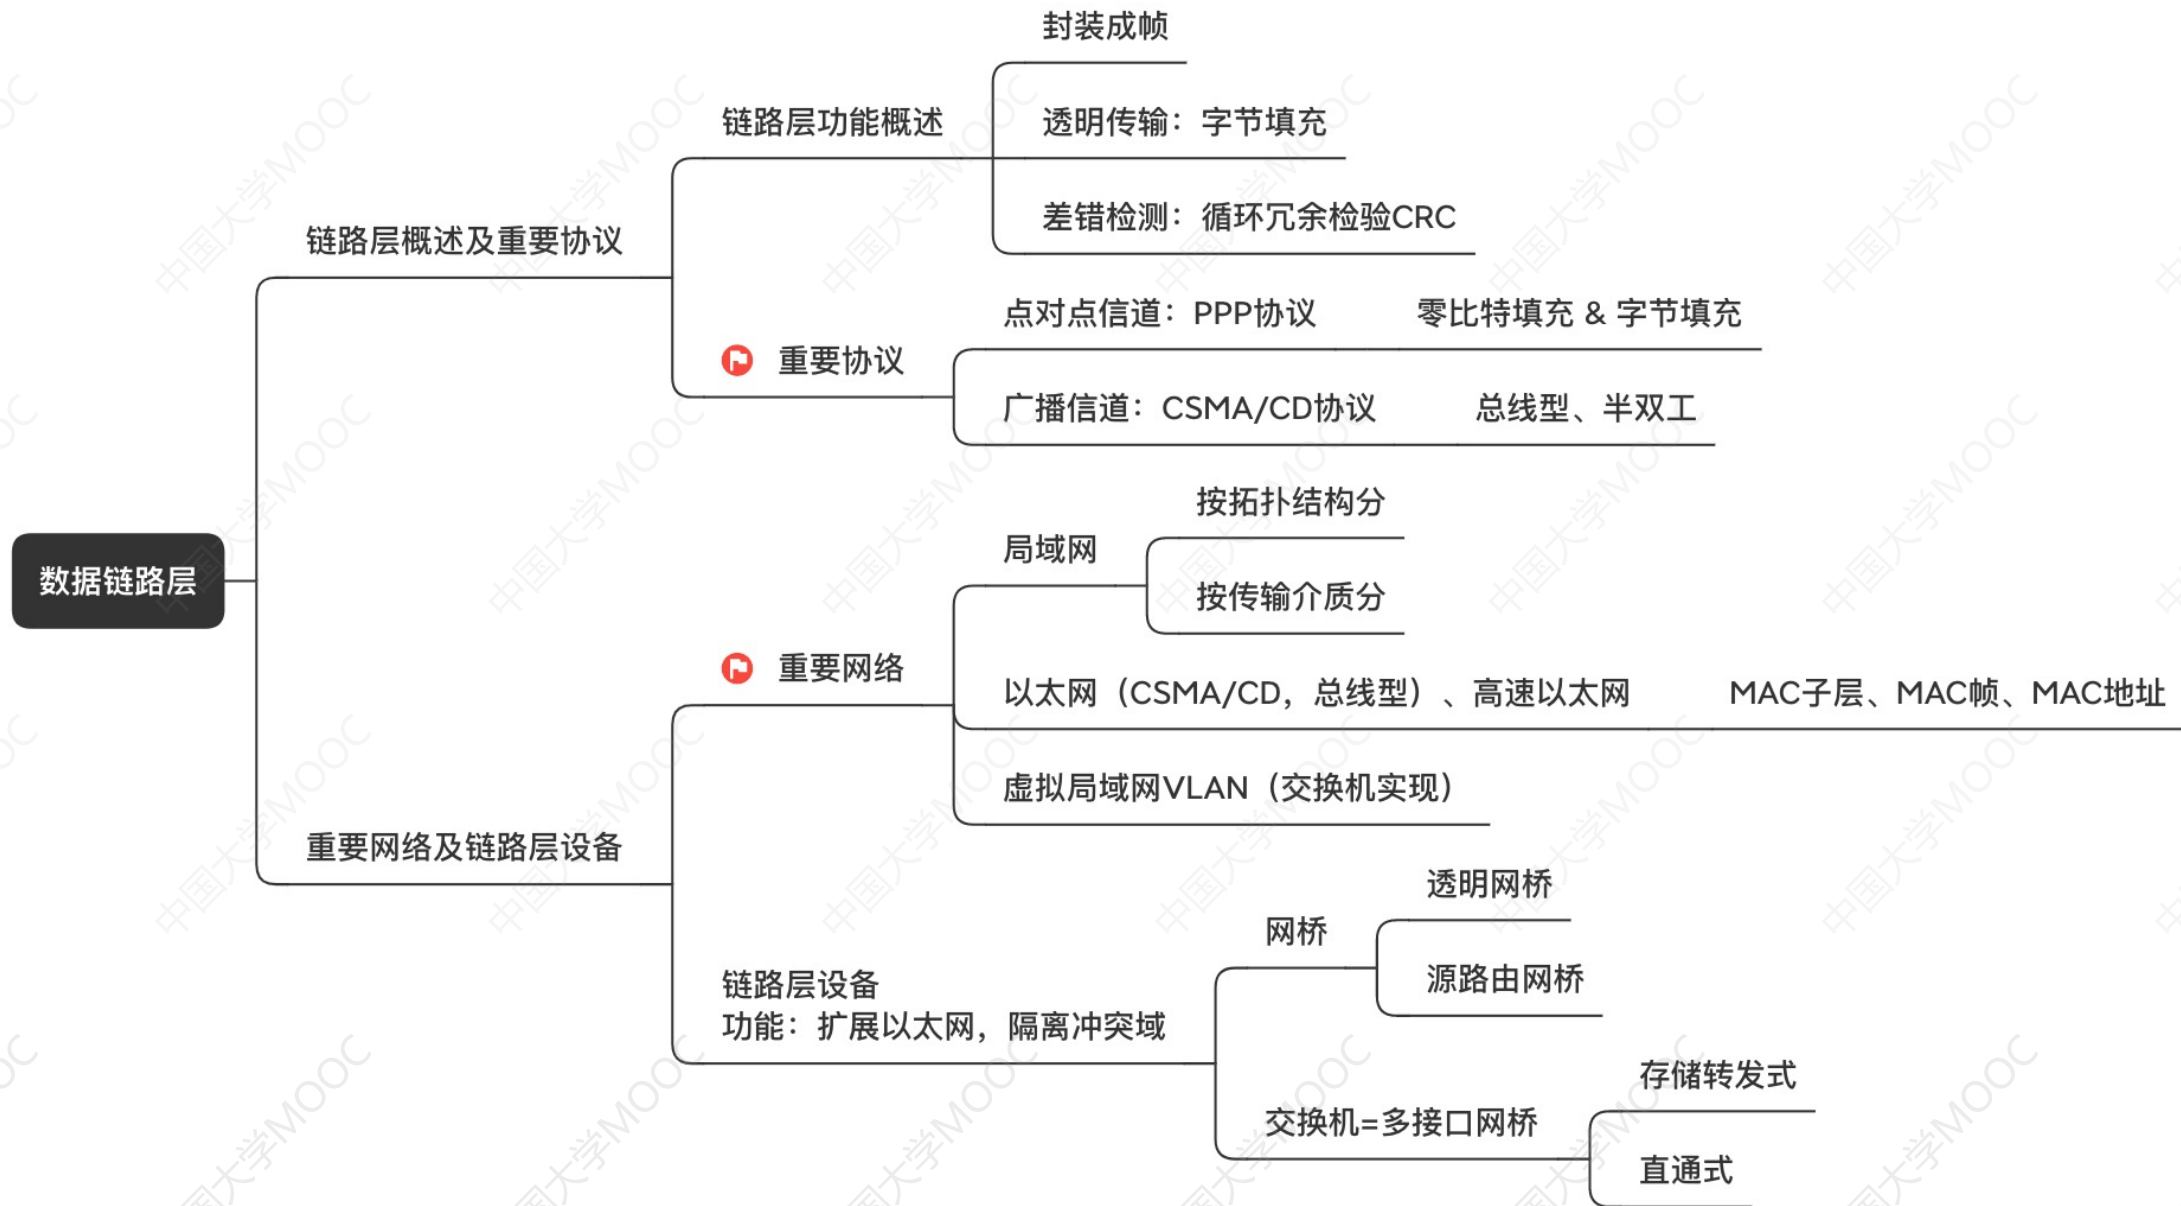 封装成帧
链路层功能概述
透明传输：字节填充
差错检测：循环冗余检验CRC
链路层概述及重要协议
点对点信道：PPP协议
零比特填充 & 字节填充
重要协议
广播信道：CSMA/CD协议
总线型、半双工
数据链路层
按拓扑结构分
局域网
按传输介质分
重要网络
以太网（CSMA/CD，总线型）、高速以太网
MAC子层、MAC帧、MAC地址
虚拟局域网VLAN（交换机实现）
重要网络及链路层设备
透明网桥
网桥
源路由网桥
链路层设备
功能：扩展以太网，隔离冲突域
存储转发式
交换机=多接口网桥
直通式
中国大学MOOC